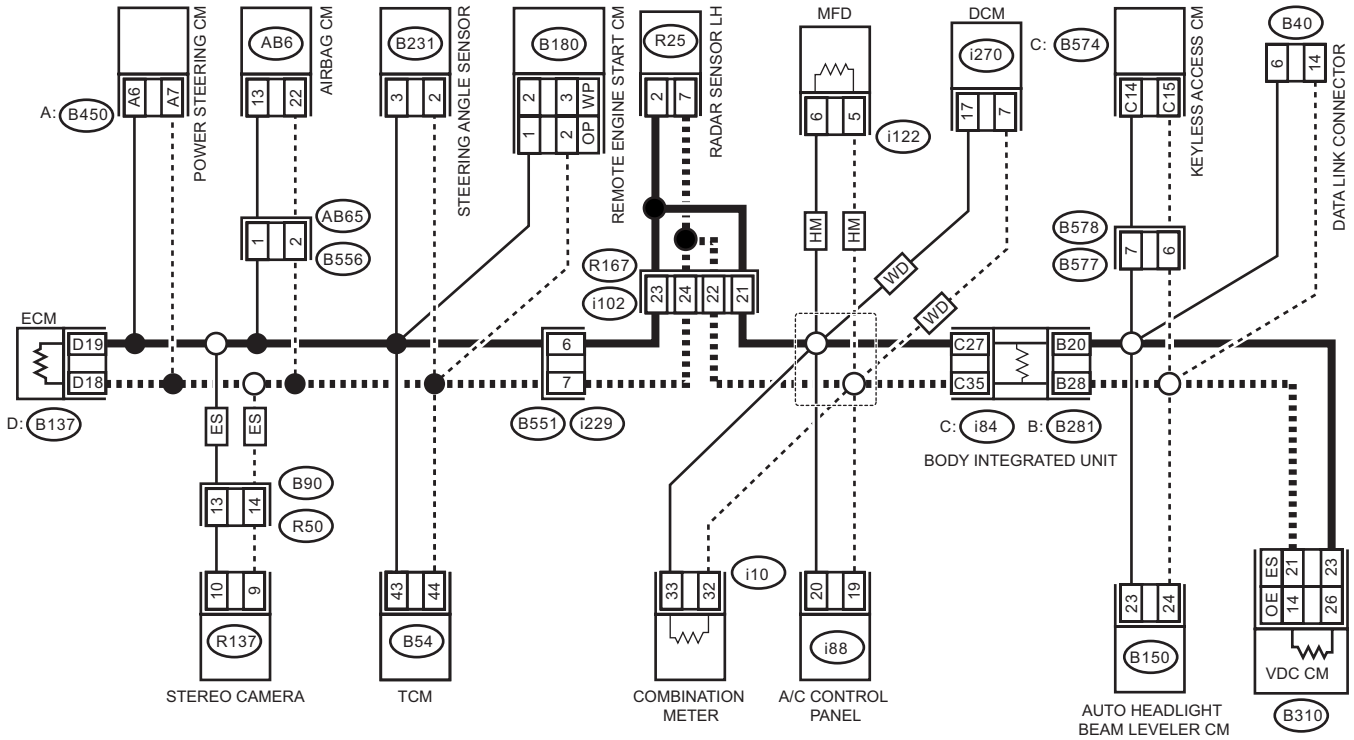 A: B450
A6 A7
POWER STEERING CM
AB6
13 22
AIRBAG CM
1 2
AB65
B556
B231
3 2
STEERING ANGLE SENSOR
B180
2 3 WP
1 2 OP
REMOTE ENGINE START CM
R25
2 7
RADAR SENSOR LH
R167
i102
23 24 22 21
MFD
6 5
i122
HM HM
DCM
i270
17 7
WD
WD
C: B574
C14 C15
KEYLESS ACCESS CM
B578
B577
7 6
B40
6 14
DATA LINK CONNECTOR
ECM
D19
D18
D: B137
6
7
B551 i229
C27
C35
B20
B28
C: i84 B: B281
BODY INTEGRATED UNIT
ES ES
13 14
B90
R50
10 9
R137
STEREO CAMERA
43 44
B54
TCM
33 32
i10
COMBINATION
METER
20 19
i88
A/C CONTROL
PANEL
23 24
B150
AUTO HEADLIGHT
BEAM LEVELER CM
ES 21 23
OE 14 26
VDC CM
B310